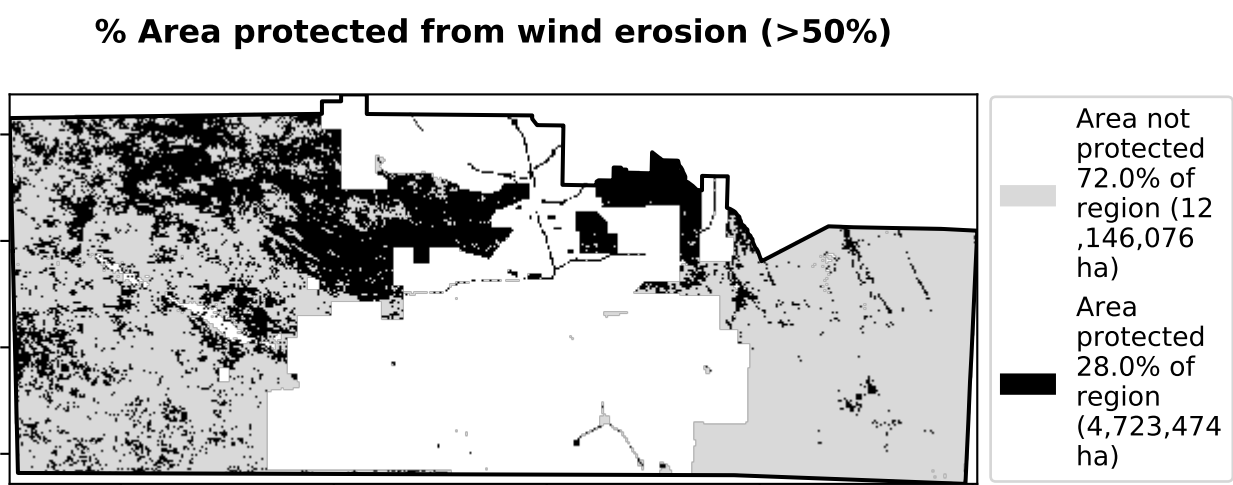 % Area protected from wind erosion (>50%)
Area not
protected
72.0% of
region (12
,146,076
ha)
Area
protected
28.0% of
region
(4,723,474
ha)